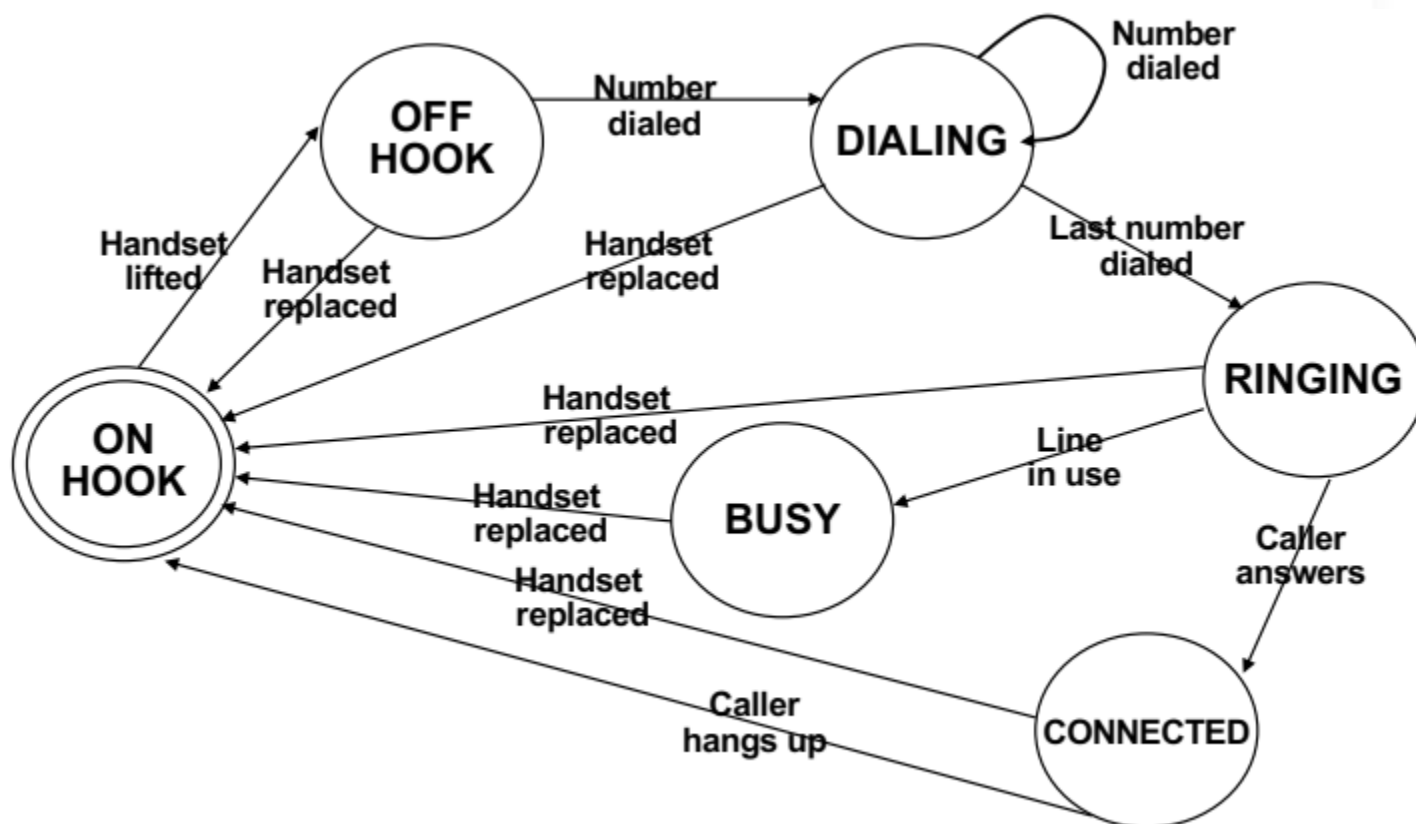 OFF
HOOK
Number
dialed
DIALING
Number
dialed
Handset
lifted
Handset
replaced
Handset
replaced
Last number
dialed
ON
HOOK
Handset
replaced
RINGING
Line
in use
Handset
replaced
BUSY
Caller
answers
Handset
replaced
Caller
hangs up
CONNECTED